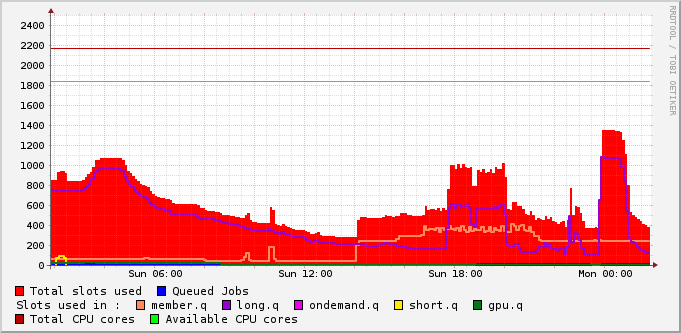 RRDTOOL / TOBI OETIKER
2400
2200
2000
1800
1600
1400
1200
1000
800
600
400
200
0
Sun 06:00 Sun 12:00 Sun 18:00 Mon 00:00
Total slots used Queued Jobs
Slots used in : member.q long.q ondemand.q short.q gpu.q
Total CPU cores Available CPU cores